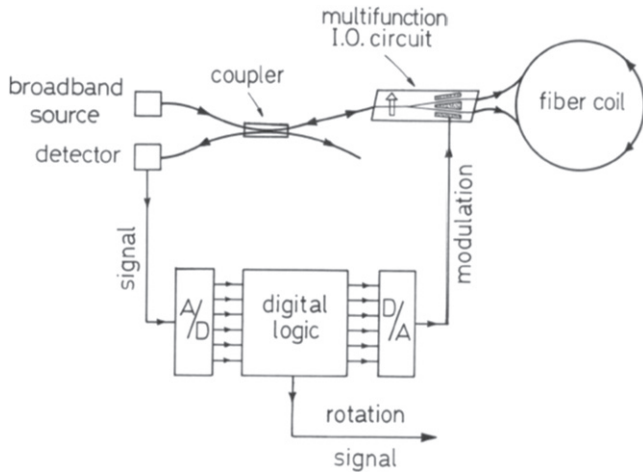 multifunction
I.O. circuit
coupler
broadband
source
fiber coil
detector
signal
modulation
A/D
digital
logic
D/A
rotation
signal